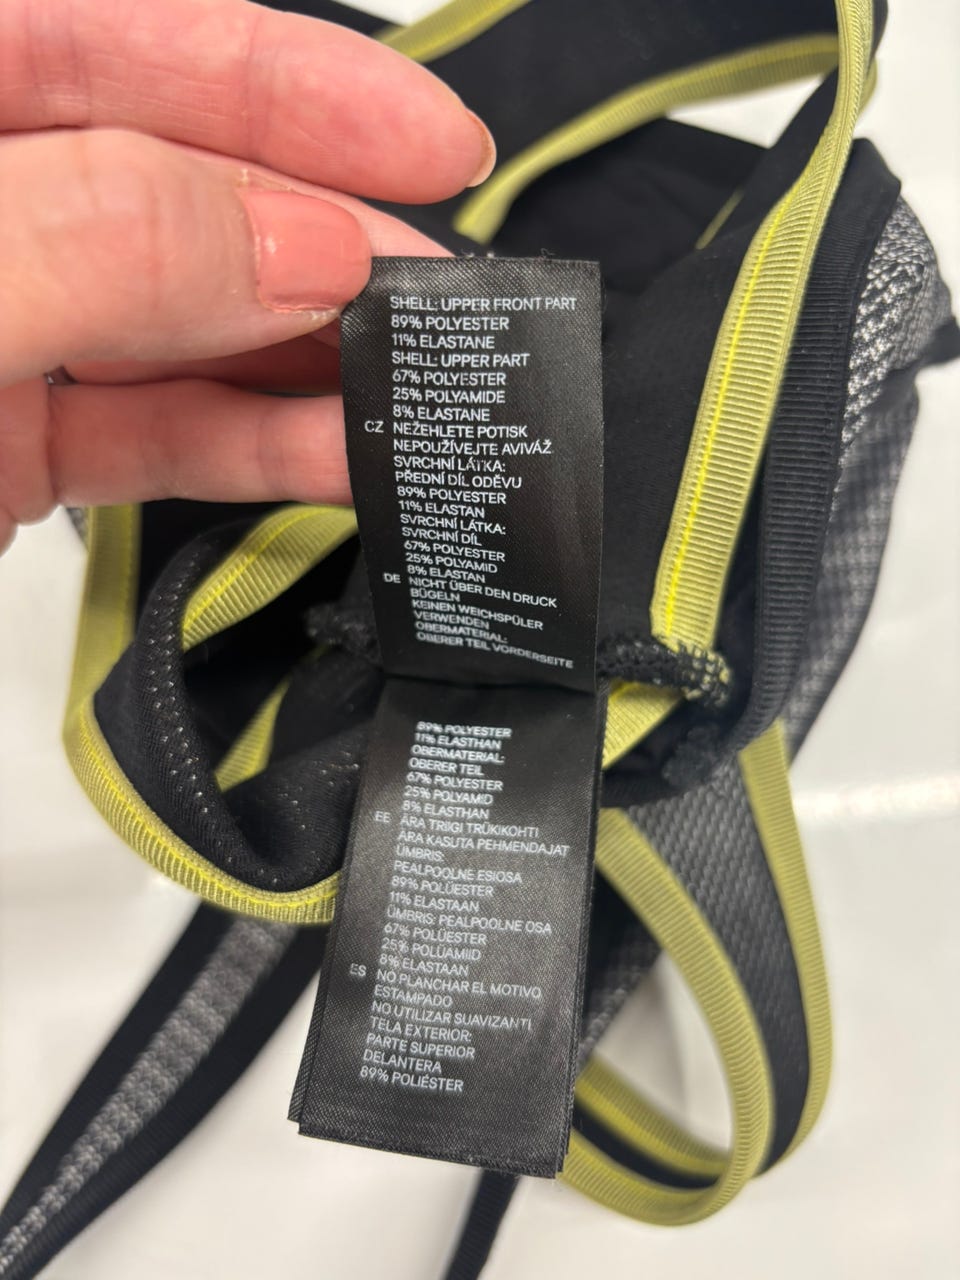 SHELL: UPPER FRONT PART
89% POLYESTER
11% ELASTANE
SHELL: UPPER PART
67% POLYESTER
25% POLYAMIDE
8% ELASTANE
CZ NEŽEHLETE POTISK
NEPOUŽÍVEJTE AVIVÁŽ
SVRCHNÍ LÁTKA:
PŘEDNÍ DÍL ODĚVU
89% POLYESTER
11% ELASTAN
SVRCHNÍ LÁTKA:
SVRCHNÍ DÍL
67% POLYESTER
25% POLYAMID
8% ELASTAN
DE NICHT ÜBER DEN DRUCK
BÜGELN
KEINEN WEICHSPÜLER
VERWENDEN
OBERMATERIAL:
OBERER TEIL VORDERSEITE
89% POLYESTER
11% ELASTHAN
OBERMATERIAL:
OBERER TEIL
67% POLYESTER
25% POLYAMID
8% ELASTHAN
EE ÄRA TRIIGI TRÜKIKOHTI
ÄRA KASUTA PEHMENDAJAT
ÜMBRIS:
PEALPOOLNE ESIOSA
89% POLÜESTER
11% ELASTAAN
ÜMBRIS: PEALPOOLNE OSA
67% POLÜESTER
25% POLÜAMIID
8% ELASTAAN
ES NO PLANCHAR EL MOTIVO
ESTAMPADO
NO UTILIZAR SUAVIZANTI
TELA EXTERIOR:
PARTE SUPERIOR
DELANTERA
89% POLIÉSTER